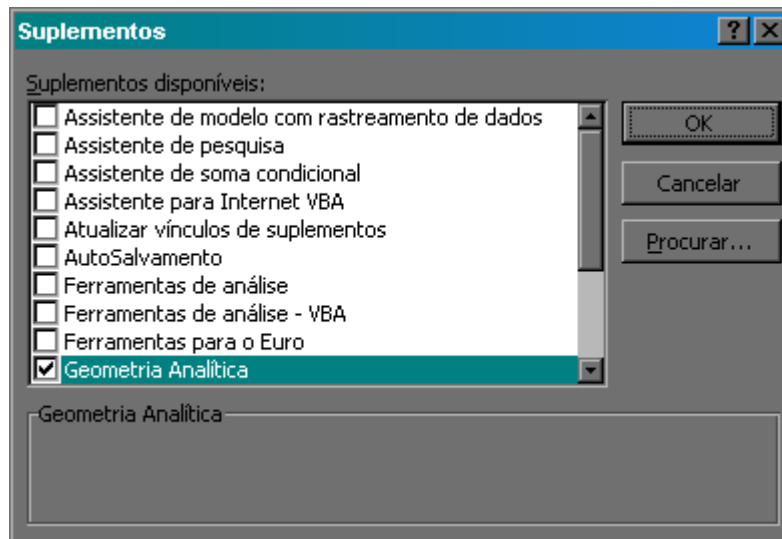 Suplementos
Suplementos disponíveis:
Assistente de modelo com rastreamento de dados
Assistente de pesquisa
Assistente de soma condicional
Assistente para Internet VBA
Atualizar vínculos de suplementos
AutoSalvamento
Ferramentas de análise
Ferramentas de análise - VBA
Ferramentas para o Euro
Geometria Analítica
OK
Cancelar
Procurar...
Geometria Analítica